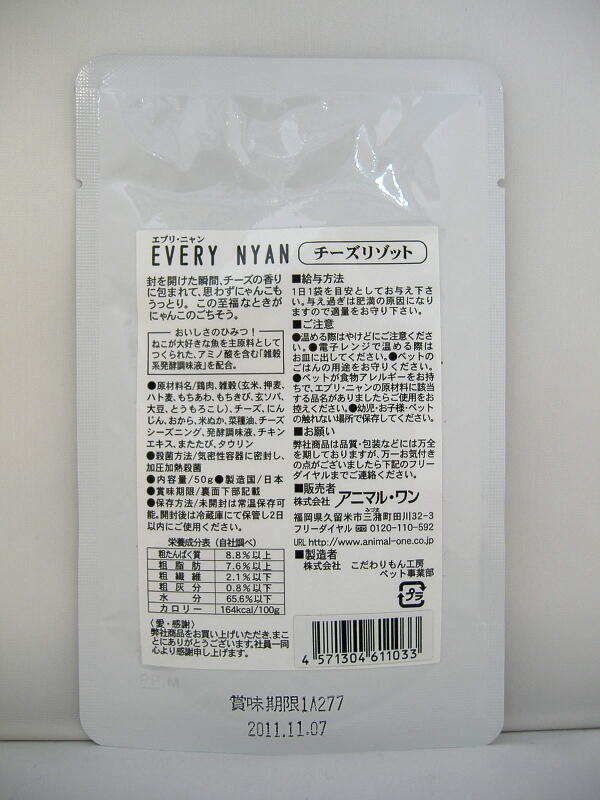 エブリ・ニャン
EVERY NYAN
チーズリゾット
封を開けた瞬間、チーズの香り
に包まれて、思わずにゃんこも
うっとり。この至福なときが
にゃんこのごちそう。
おいしさのひみつ!
ねこが大好きな魚を主原料として
つくられた、アミノ酸を含む「雑穀
系発酵調味液」を配合。
●原材料名/鶏肉、雑穀(玄米、押麦、
ハト麦、もちあわ、もちきび、玄ソバ、
大豆、とうもろこし)、チーズ、にん
じん、おから、米ぬか、菜種油、チーズ
シーズニング、発酵調味液、チキン
エキス、またたび、タウリン
●殺菌方法/気密性容器に密封し、
加圧加熱殺菌
●内容量/50g●製造国/日本
●賞味期限/裏面下部記載
●保存方法/未開封は常温保存可
能。開封後は冷蔵庫にて保管し2日
以内にご使用ください。
栄養成分表(自社調べ)
粗たんぱく質 8.8%以上
粗脂肪 7.6%以上
粗繊維 2.1%以下
粗灰分 0.8%以下
水分 65.6%以下
カロリー 164kcal/100g
〈愛・感謝〉
弊社商品をお買い上げいただき、まこ
とにありがとうございます。社員一同
心より感謝申し上げます。
■給与方法
1日1袋を目安としてお与え下さ
い。与え過ぎは肥満の原因になり
ますので適量をお守り下さい。
■ご注意
●温める際はやけどにご注意くださ
い。●電子レンジで温める際は
お皿に出してください。●ペットの
ごはんの用途をお守りください。
●ペットが食物アレルギーをお持
ちで、エブリ・ニャンの原材料に該当
する品名がありましたらご使用をお
控えください。●幼児・お子様・ペット
の触れない場所で保存してください。
■お願い
弊社商品は品質・包装などには万全
を期しておりますが、万一お気付き
の点がございましたら下記のフリー
ダイヤルまでご連絡ください。
■販売者
株式会社 アニマル・ワン
みづま
福岡県久留米市三潴町田川32-3
フリーダイヤル 0120-110-592
URL http://www.animal-one.co.jp
■製造者
株式会社 こだわりもん工房
ペット事業部
プラ
4 571304 611033
賞味期限1A277
2011.11.07